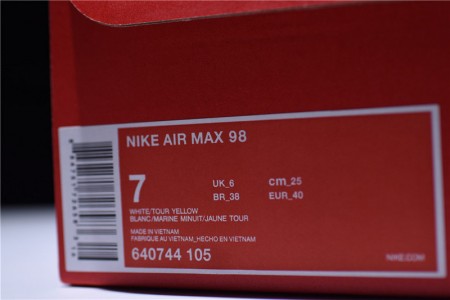 NIKE AIR MAX 98
7 UK_6 cm_25
BR_38 EUR_40
WHITE/TOUR YELLOW
BLANC/MARINE MINUIT/JAUNE TOUR
MADE IN VIETNAM
FABRIQUE AU VIETNAM_HECHO EN VIETNAM
640744 105
NIKE.COM